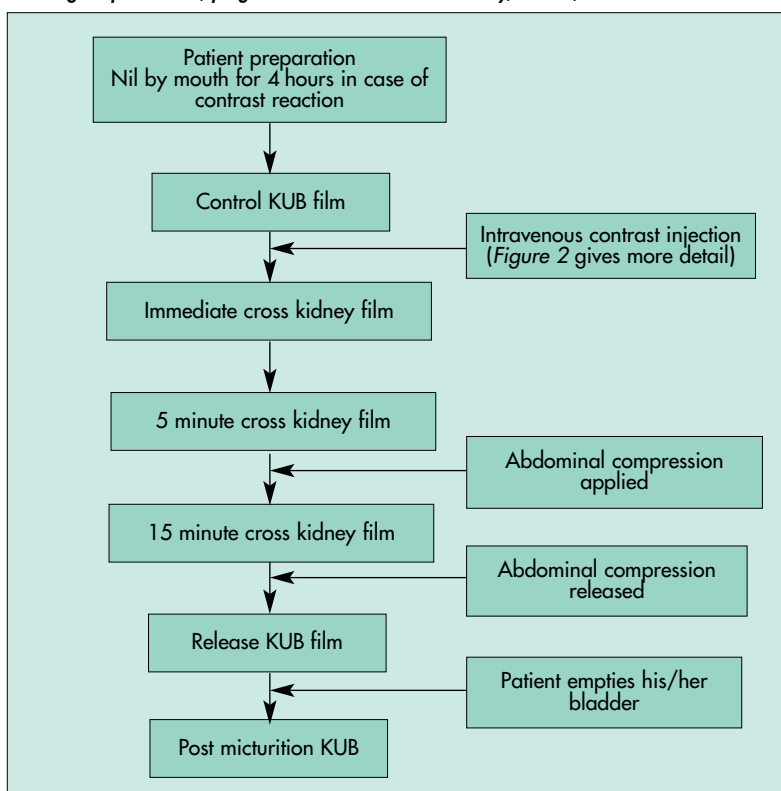 Patient preparation
Nil by mouth for 4 hours in case of
contrast reaction
Control KUB film
Intravenous contrast injection
(Figure 2 gives more detail)
Immediate cross kidney film
5 minute cross kidney film
Abdominal compression
applied
15 minute cross kidney film
Abdominal compression
released
Release KUB film
Patient empties his/her
bladder
Post micturition KUB